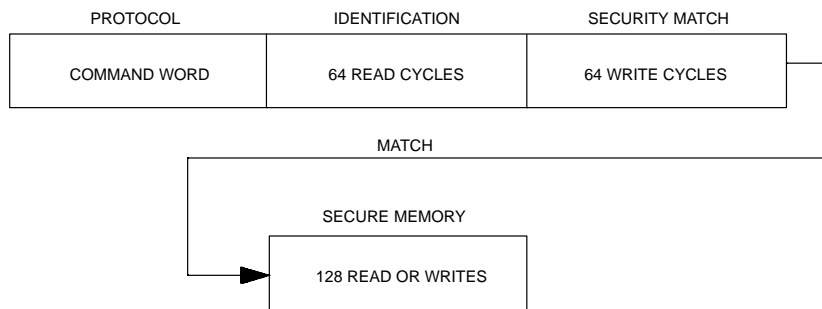 PROTOCOL IDENTIFICATION SECURITY MATCH
COMMAND WORD 64 READ CYCLES 64 WRITE CYCLES
MATCH
SECURE MEMORY
128 READ OR WRITES